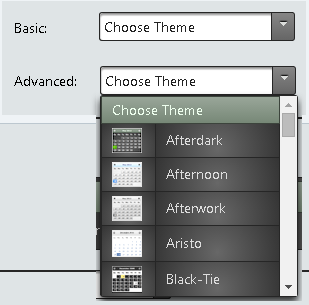 Basic: Choose Theme
Advanced: Choose Theme
Choose Theme
Afterdark
Afternoon
Afterwork
Aristo
Black-Tie